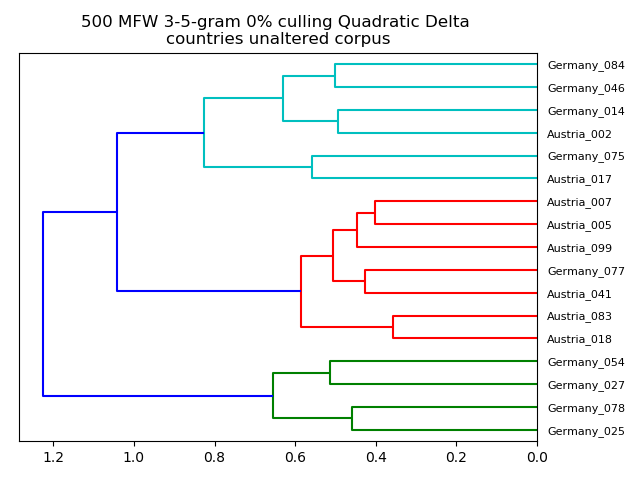 500 MFW 3-5-gram 0% culling Quadratic Delta
countries unaltered corpus
Germany_084
Germany_046
Germany_014
Austria_002
Germany_075
Austria_017
Austria_007
Austria_005
Austria_099
Germany_077
Austria_041
Austria_083
Austria_018
Germany_054
Germany_027
Germany_078
Germany_025
1.2 1.0 0.8 0.6 0.4 0.2 0.0